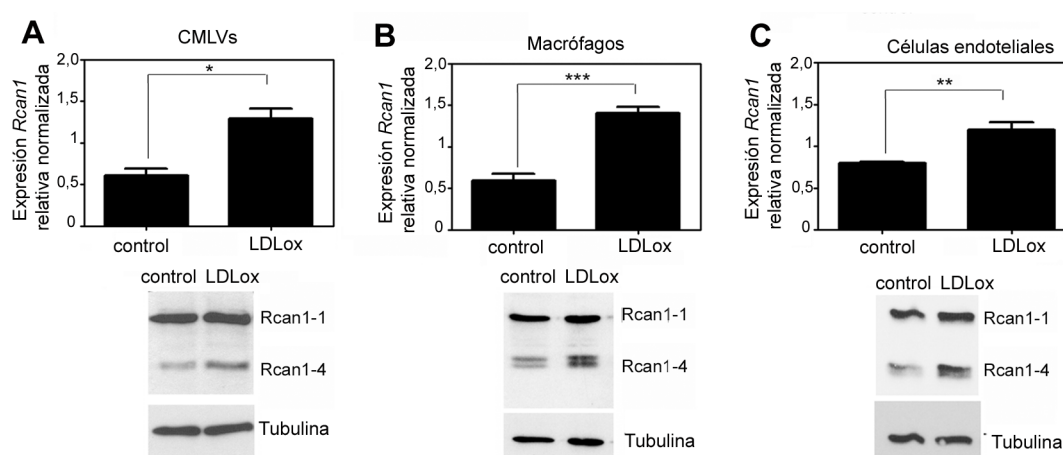 A
CMLVs
Expresión Rcan1
relativa normalizada
2,0
1,5
1
0,5
0
*
control
LDLox
control LDLox
Rcan1-1
Rcan1-4
Tubulina
B
Macrófagos
Expresión Rcan1
relativa normalizada
2,0
1,5
1
0,5
0
***
control
LDLox
control LDLox
Rcan1-1
Rcan1-4
Tubulina
C
Células endoteliales
Expresión Rcan1
relativa normalizada
2,0
1,5
1
0,5
0
**
control
LDLox
control LDLox
Rcan1-1
Rcan1-4
Tubulina